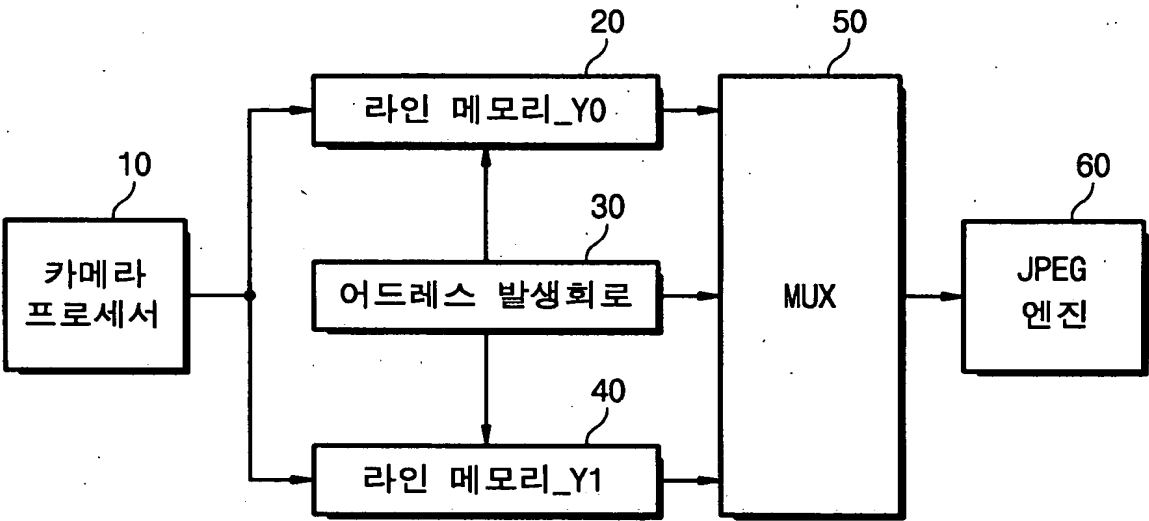 20
50
라인 메모리_Y0
10
60
30
카메라
프로세서
어드레스 발생회로
MUX
JPEG
엔진
40
라인 메모리_Y1